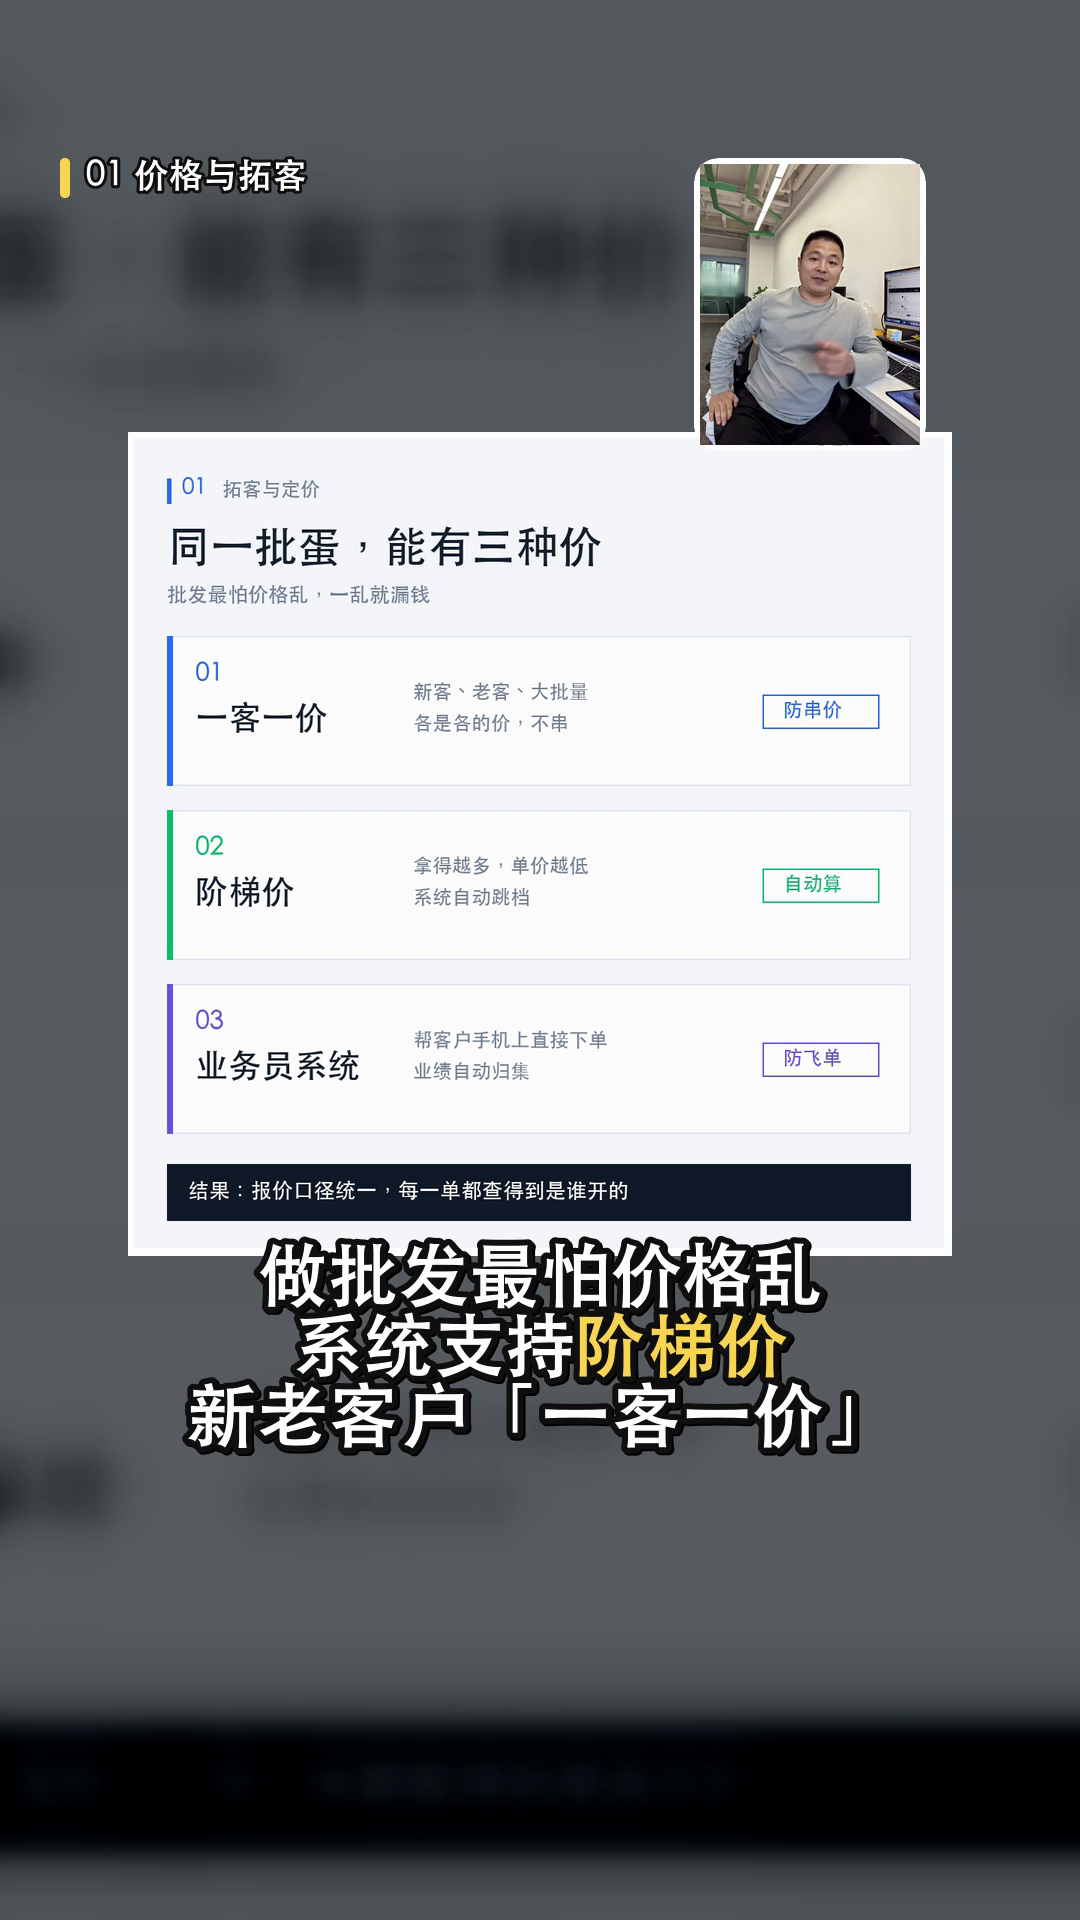 01 价格与拓客
01 拓客与定价
同一批蛋，能有三种价
批发最怕价格乱，一乱就漏钱
01
一客一价
新客、老客、大批量
各是各的价，不串
防串价
02
阶梯价
拿得越多，单价越低
系统自动跳档
自动算
03
业务员系统
帮客户手机上直接下单
业绩自动归集
防飞单
结果：报价口径统一，每一单都查得到是谁开的
做批发最怕价格乱
系统支持阶梯价
新老客户「一客一价」